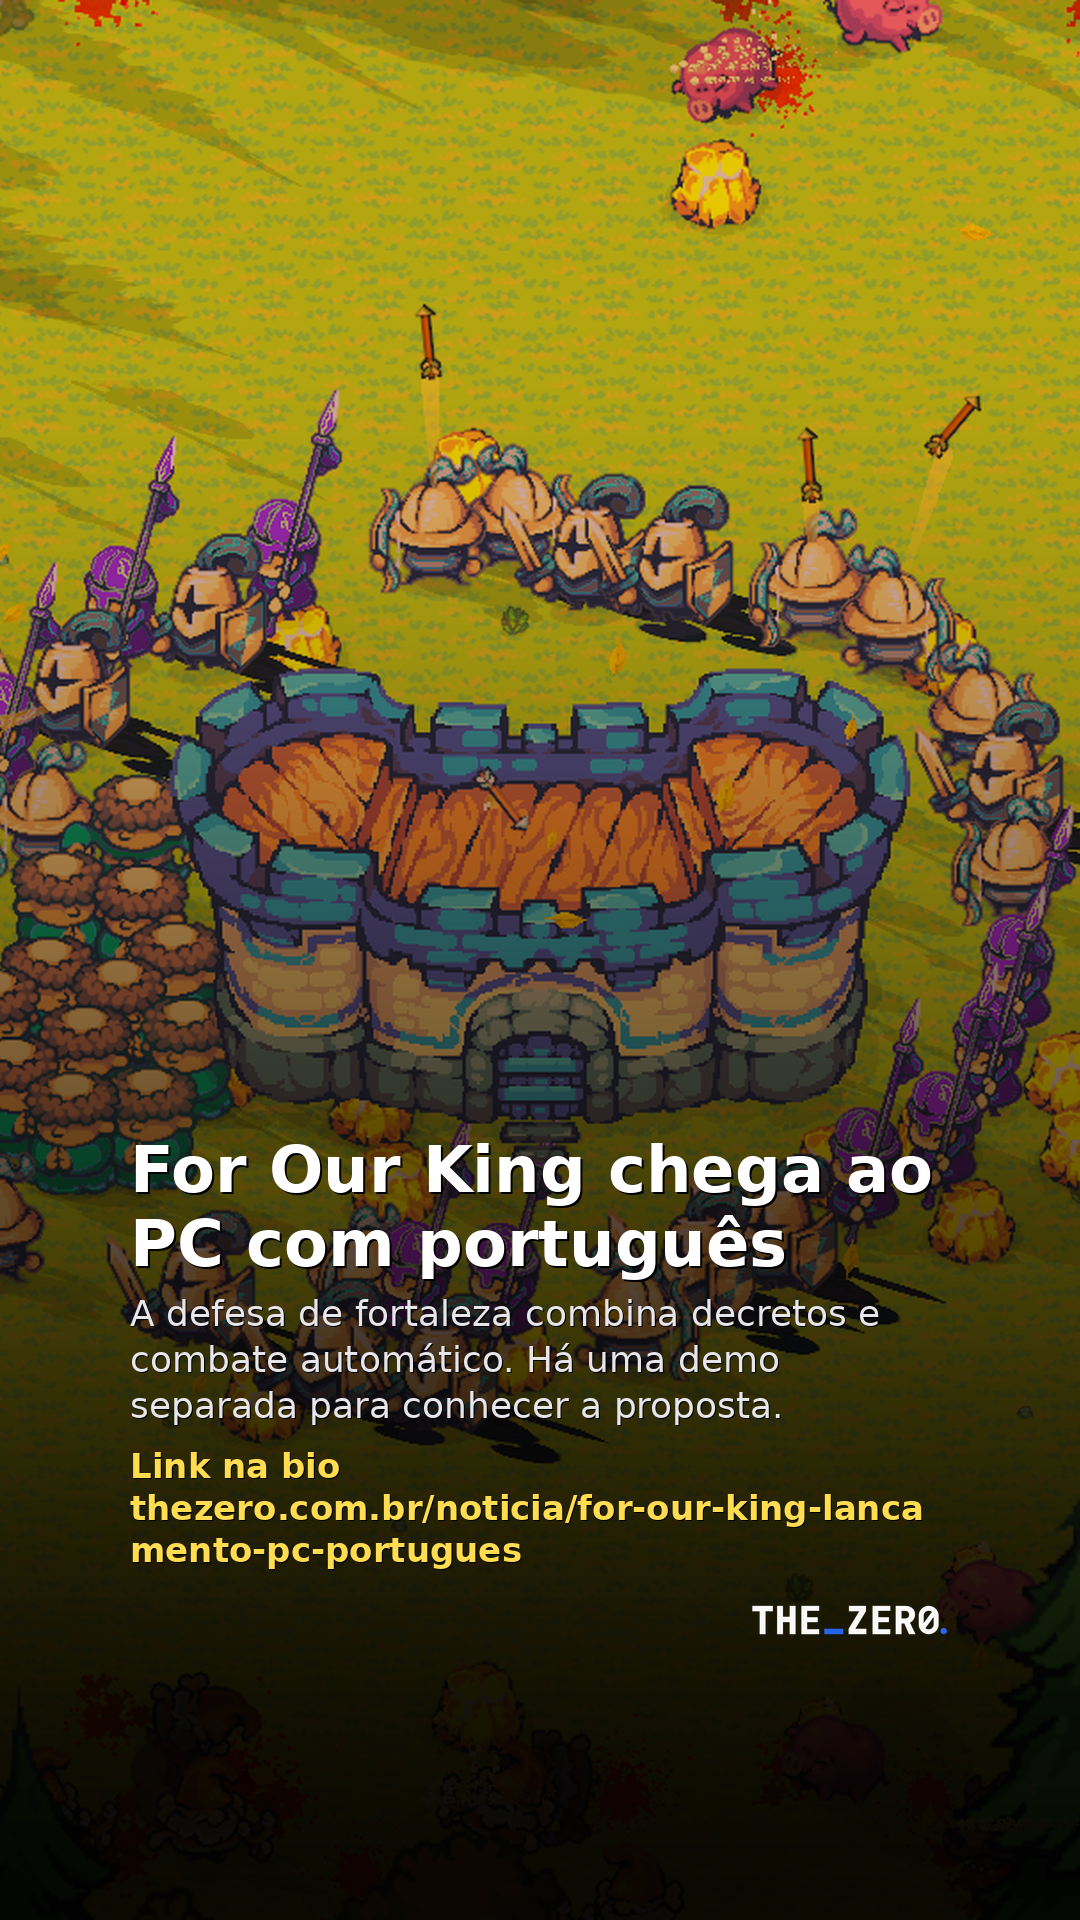 For Our King chega ao
PC com português
A defesa de fortaleza combina decretos e
combate automático. Há uma demo
separada para conhecer a proposta.
Link na bio
thezero.com.br/noticia/for-our-king-lanca
mento-pc-portugues
THE_ZERO.